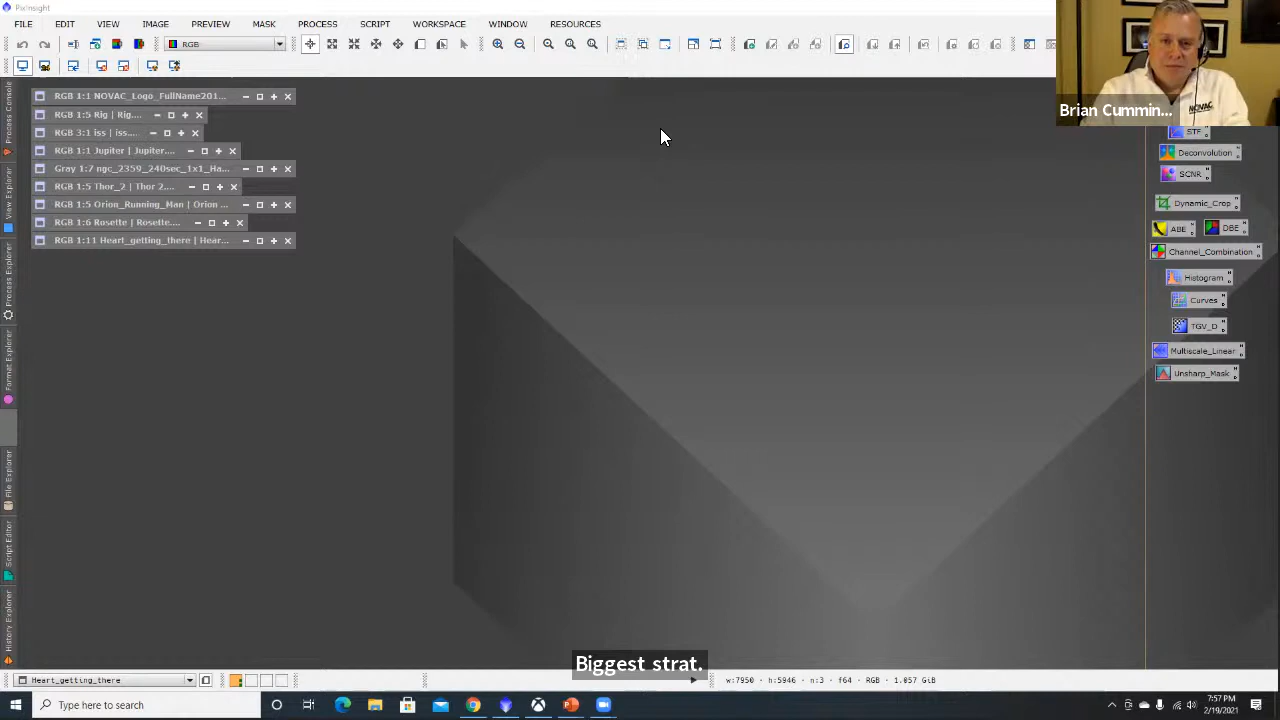 PixInsight
FILE EDIT VIEW IMAGE PREVIEW MASK PROCESS SCRIPT WORKSPACE WINDOW RESOURCES
RGB
RGB 1:1 NOVAC_Logo_FullName201...
RGB 1:5 Rig | Rig....
RGB 3:1 iss | iss....
RGB 1:1 Jupiter | Jupiter....
Gray 1:7 ngc_2359_240sec_1x1_Ha...
RGB 1:5 Thor_2 | Thor 2....
RGB 1:5 Orion_Running_Man | Orion ...
RGB 1:6 Rosette | Rosette....
RGB 1:11 Heart_getting_there | Hear...
Process Console
View Explorer
Process Explorer
Format Explorer
File Explorer
Script Editor
History Explorer
NOVAC
Brian Cummin...
STF
Deconvolution
SCNR
Dynamic_Crop
ABE DBE
Channel_Combination
Histogram
Curves
TGV_D
Multiscale_Linear
Unsharp_Mask
Biggest strat.
Heart_getting_there
w:7950 · h:5946 · n:3 · f64 · RGB · 1.057 GiB
Type here to search
7:57 PM
2/19/2021